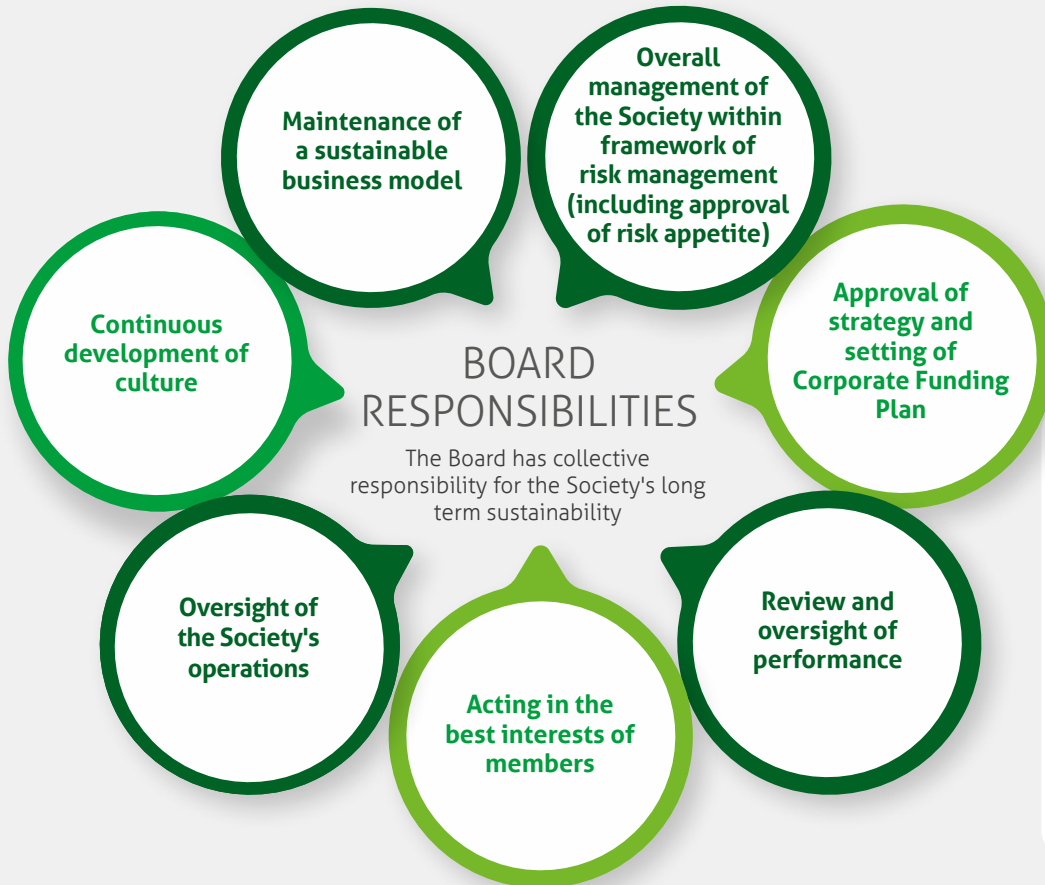 Maintenance of
a sustainable
business model
Overall
management of
the Society within
framework of
risk management
(including approval
of risk appetite)
Approval of
strategy and
setting of
Corporate Funding
Plan
Continuous
development of
culture
BOARD
RESPONSIBILITIES
The Board has collective
responsibility for the Society's long
term sustainability
Review and
oversight of
performance
Oversight of
the Society's
operations
Acting in the
best interests of
members